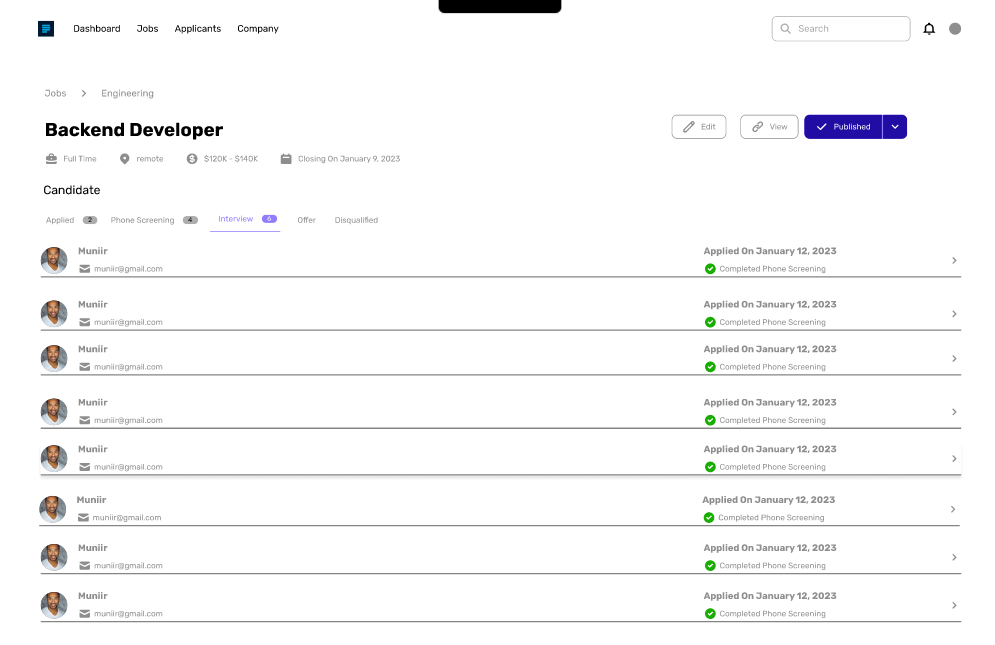 Dashboard Jobs Applicants Company Search
Jobs Engineering
Backend Developer Edit View Published
Full Time remote $120K - $140K Closing On January 9, 2023
Candidate
Applied 2 Phone Screening 4 Interview 6 Offer Disqualified
Muniir Applied On January 12, 2023
muniir@gmail.com Completed Phone Screening
Muniir Applied On January 12, 2023
muniir@gmail.com Completed Phone Screening
Muniir Applied On January 12, 2023
muniir@gmail.com Completed Phone Screening
Muniir Applied On January 12, 2023
muniir@gmail.com Completed Phone Screening
Muniir Applied On January 12, 2023
muniir@gmail.com Completed Phone Screening
Muniir Applied On January 12, 2023
muniir@gmail.com Completed Phone Screening
Muniir Applied On January 12, 2023
muniir@gmail.com Completed Phone Screening
Muniir Applied On January 12, 2023
muniir@gmail.com Completed Phone Screening